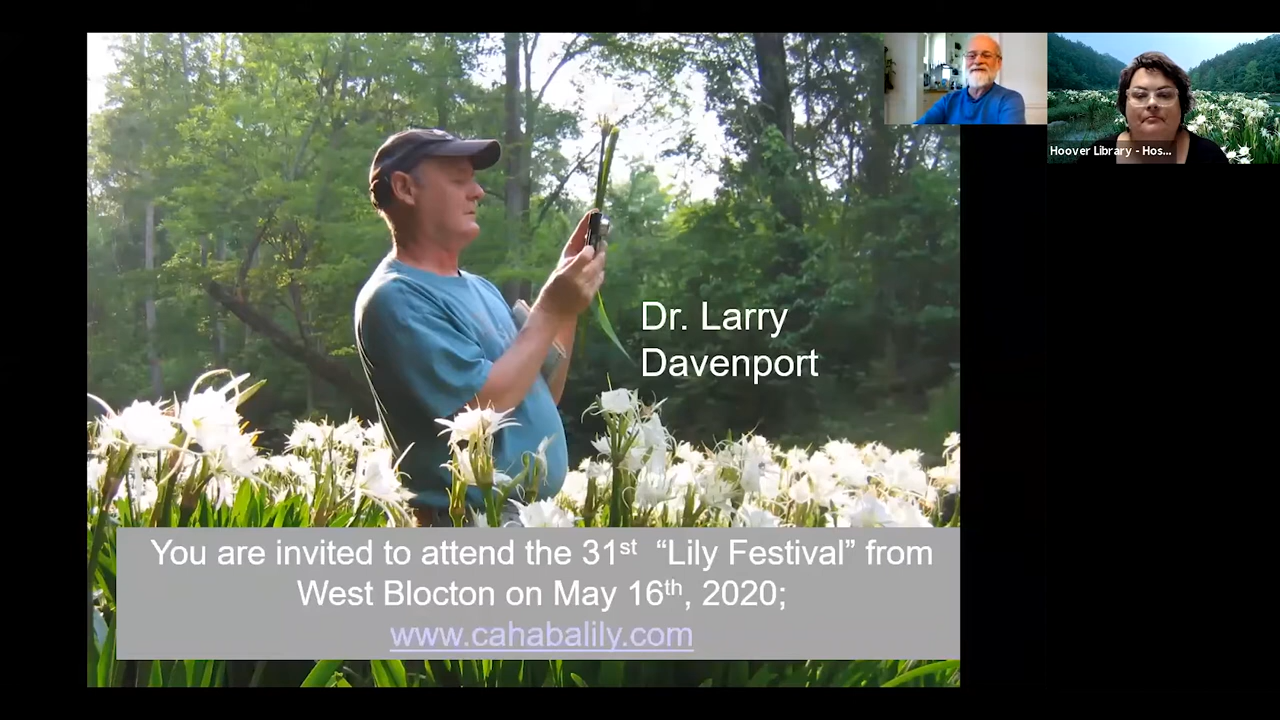 Hoover Library - Hos...
Dr. Larry
Davenport
You are invited to attend the 31st “Lily Festival” from
West Blocton on May 16th, 2020;
www.cahabalily.com